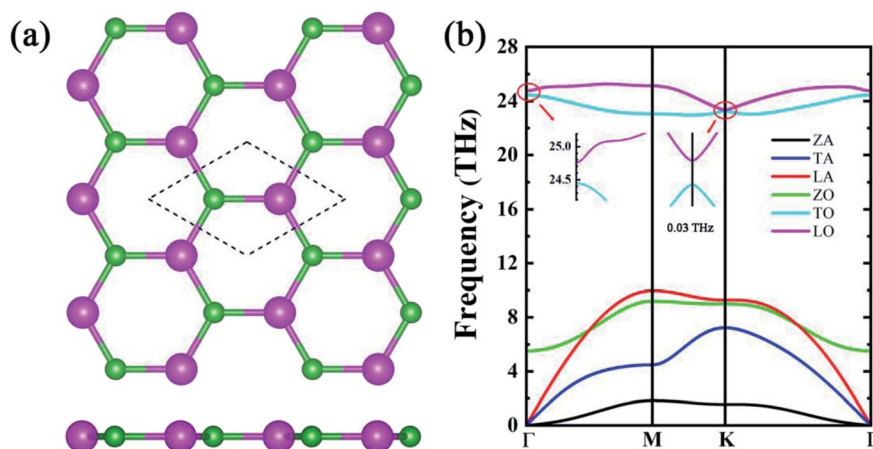 (a)
(b)
28
24
20
16
12
8
4
0
Frequency (THz)
25.0
24.5
0.03 THz
ZA
TA
LA
ZO
TO
LO
Γ M K Γ